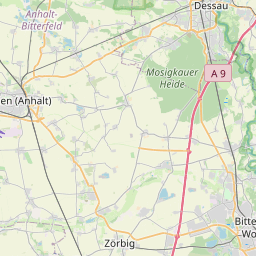 Dessau
Anhalt-
Bitterfeld
Mosigkauer
Heide
A 9
en (Anhalt)
Bitte
Wo
Zörbig